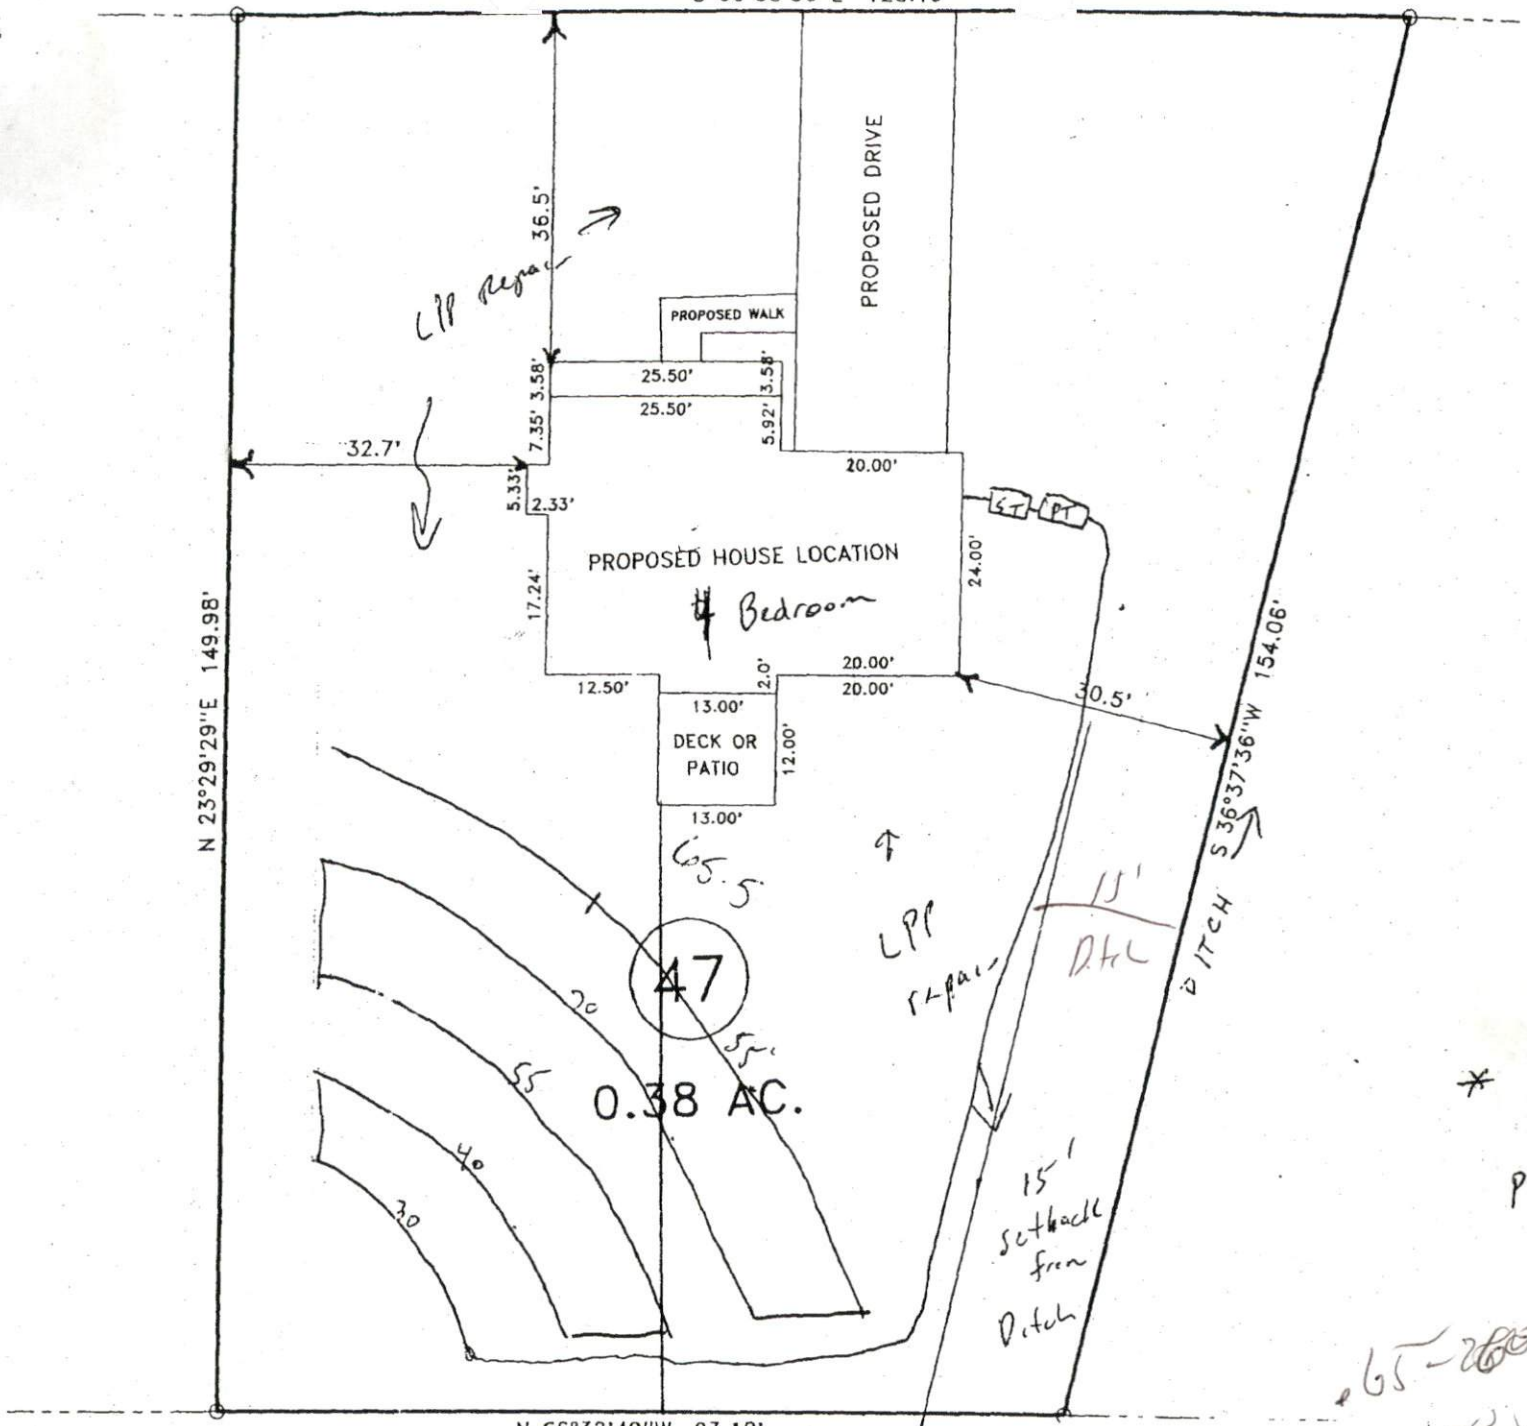 36.5'
PROPOSED DRIVE
LPP Repair
PROPOSED WALK
25.50'
3.58'
3.58'
25.50'
7.35'
5.92'
32.7'
20.00'
5.33'
2.33'
ST
PT
PROPOSED HOUSE LOCATION
24.00'
4 Bedroom
17.24'
N 23°29'29"E 149.98'
DITCH S 36°37'36"W 154.06'
12.50'
2.0'
20.00'
20.00'
30.5'
13.00'
DECK OR
PATIO
12.00'
13.00'
65.5
15'
Ditch
LPP
repair
47
70
55'
55
0.38 AC.
40
30
15'
setback
from
Ditch
*
P